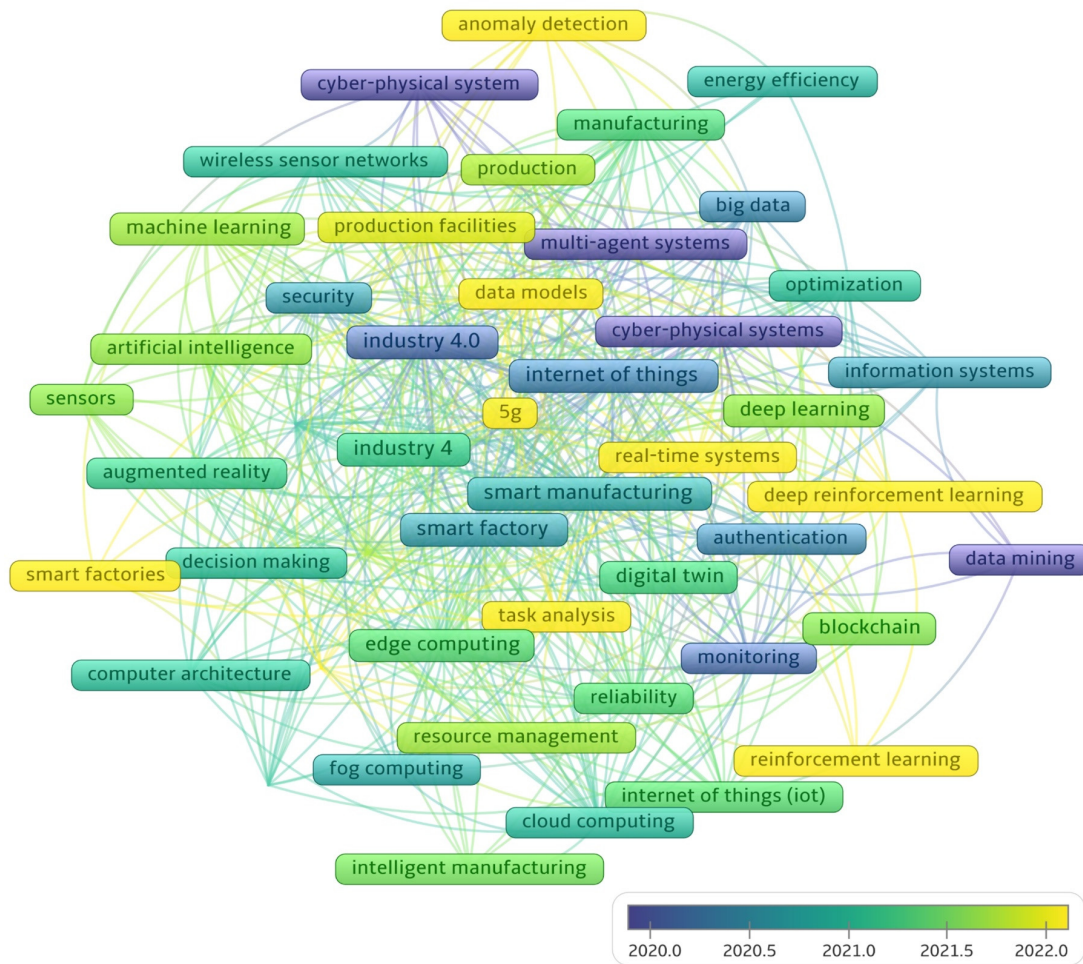 anomaly detection
cyber-physical system
energy efficiency
manufacturing
wireless sensor networks
production
big data
machine learning
production facilities
multi-agent systems
security
data models
optimization
industry 4.0
cyber-physical systems
artificial intelligence
internet of things
information systems
sensors
5g
deep learning
industry 4
real-time systems
augmented reality
smart manufacturing
deep reinforcement learning
smart factory
authentication
smart factories
decision making
digital twin
data mining
task analysis
edge computing
blockchain
monitoring
computer architecture
reliability
resource management
fog computing
reinforcement learning
internet of things (iot)
cloud computing
intelligent manufacturing
2020.0 2020.5 2021.0 2021.5 2022.0